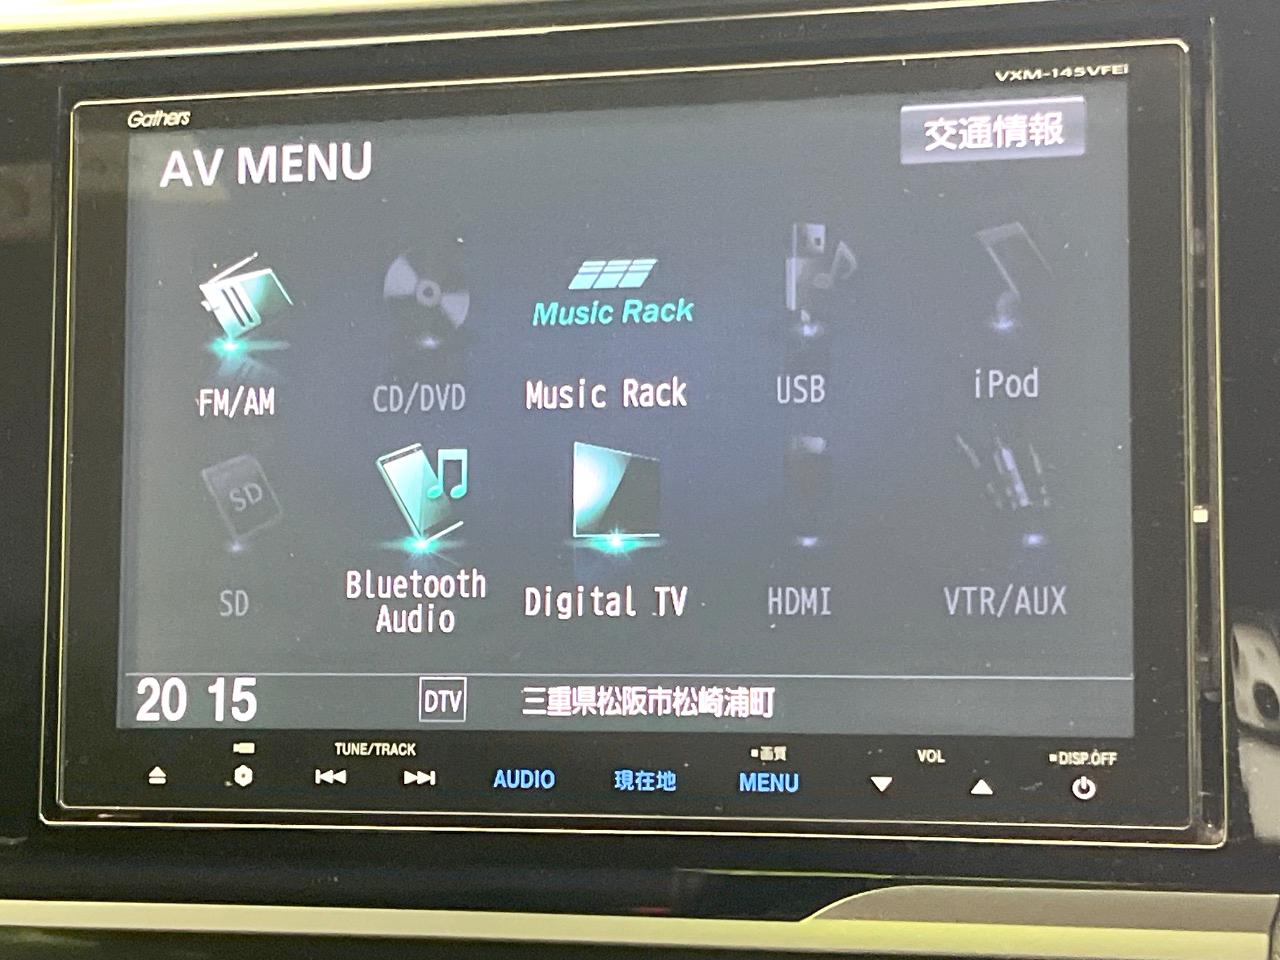 Gathers
VXM-145VFEi
AV MENU
交通情報
Music Rack
FM/AM
CD/DVD
Music Rack
USB
iPod
SD
SD
Bluetooth
Audio
Digital TV
HDMI
VTR/AUX
20 15
DTV
三重県松阪市松崎浦町
TUNE/TRACK
AUDIO
現在地
画質
MENU
VOL
DISP.OFF